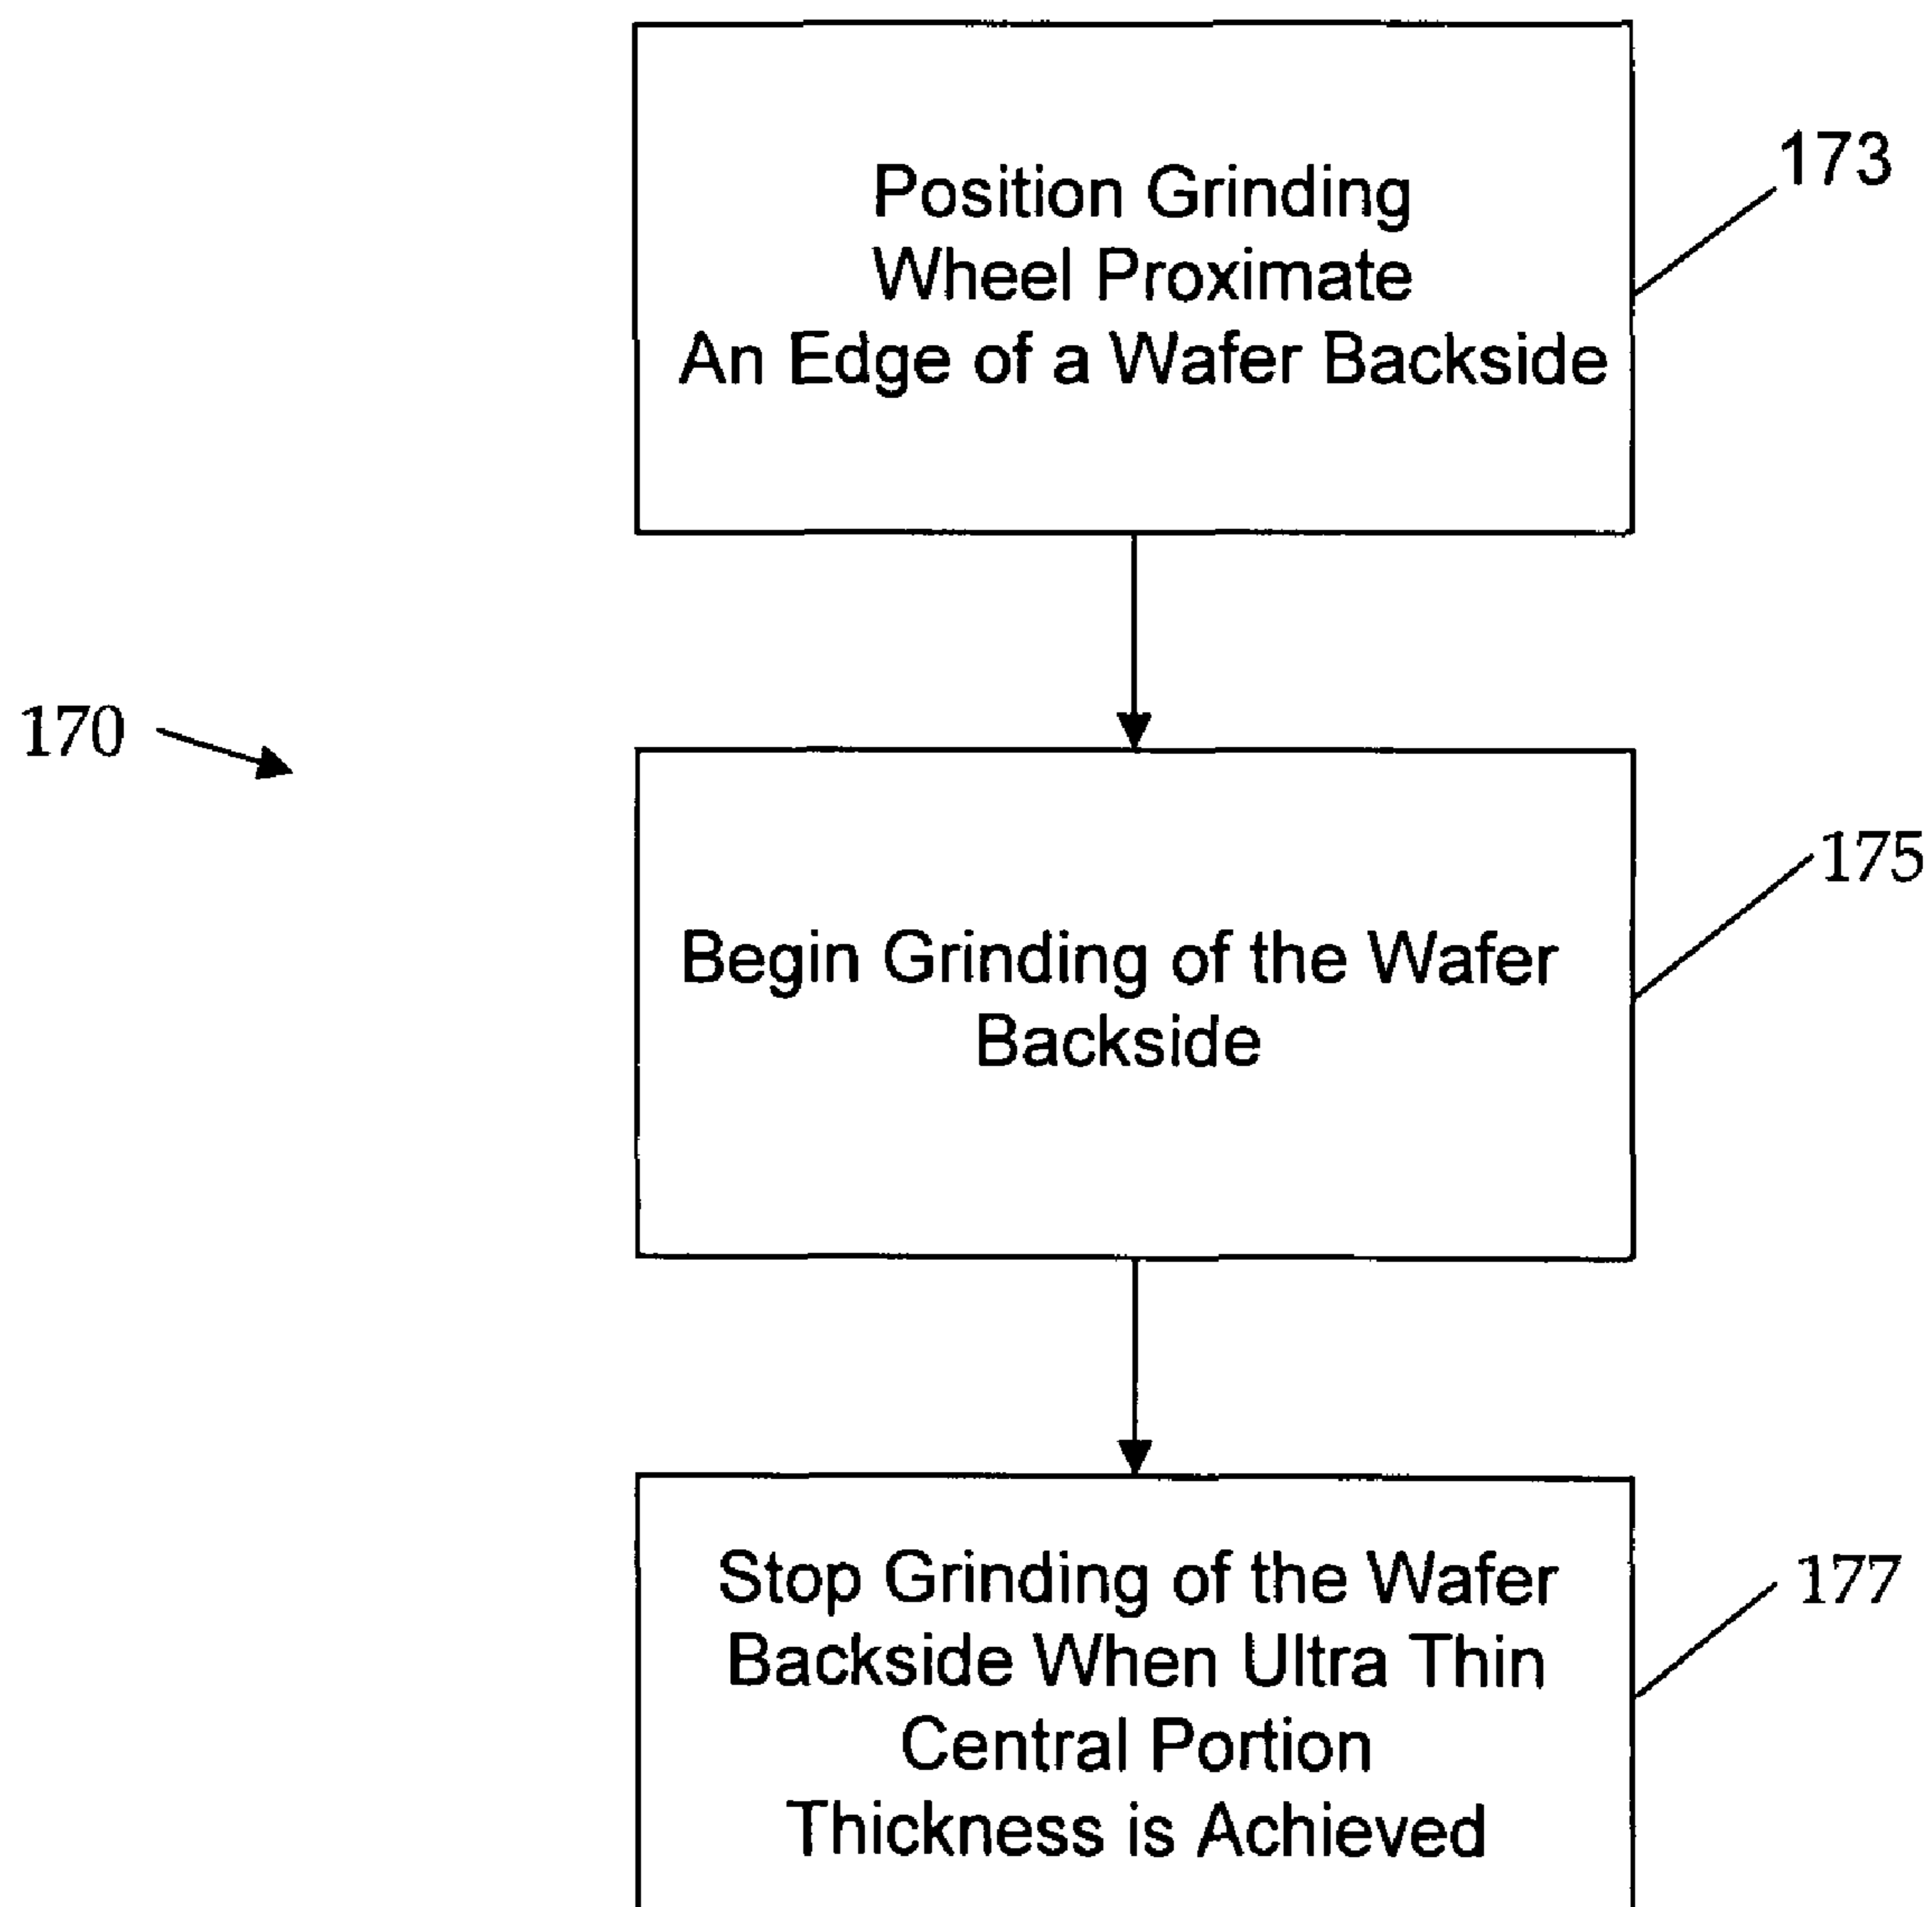 Position Grinding
Wheel Proximate
An Edge of a Wafer Backside
173
170
Begin Grinding of the Wafer
Backside
175
Stop Grinding of the Wafer
Backside When Ultra Thin
Central Portion
Thickness is Achieved
177